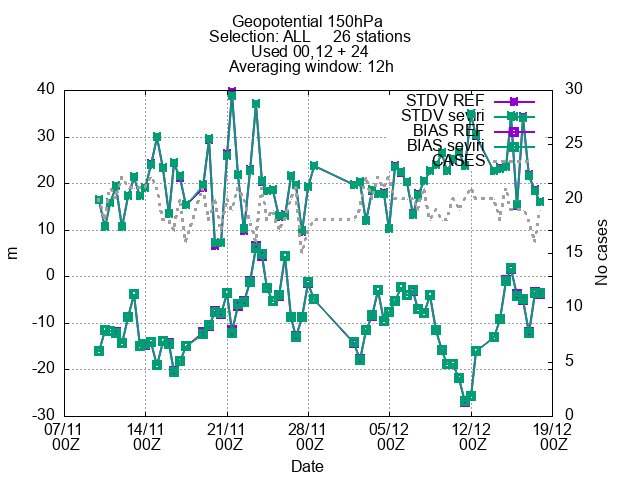 Geopotential 150hPa
Selection: ALL     26 stations
Used 00,12 + 24
Averaging window: 12h
STDV REF
STDV seviri
BIAS REF
BIAS seviri
CASES
40
30
20
10
0
-10
-20
-30
m
30
25
20
15
10
5
0
No cases
07/11 14/11 21/11 28/11 05/12 12/12 19/12
00Z 00Z 00Z 00Z 00Z 00Z 00Z
Date